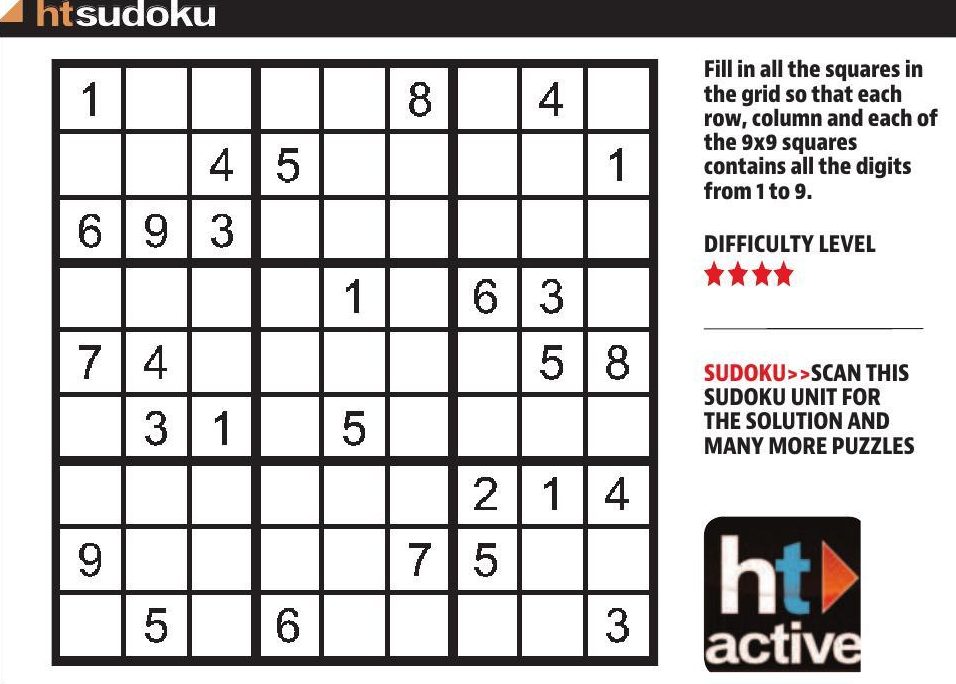 htsudoku
1 8 4
4 5 1
6 9 3
1 6 3
7 4 5 8
3 1 5
2 1 4
9 7 5
5 6 3
Fill in all the squares in
the grid so that each
row, column and each of
the 9x9 squares
contains all the digits
from 1 to 9.
DIFFICULTY LEVEL
SUDOKU>>SCAN THIS
SUDOKU UNIT FOR
THE SOLUTION AND
MANY MORE PUZZLES
ht
active